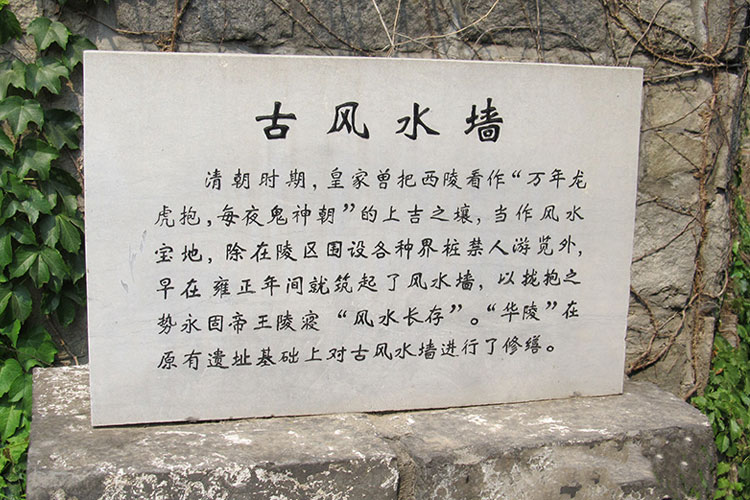 古风水墙
清朝时期，皇家曾把西陵看作“万年龙
虎抱，每夜鬼神朝”的上吉之壤，当作风水
宝地，除在陵区围设各种界桩禁人游览外，
早在雍正年间就筑起了风水墙，以拢抱之
势永固帝王陵寝“风水长存”。“华陵”在
原有遗址基础上对古风水墙进行了修缮。